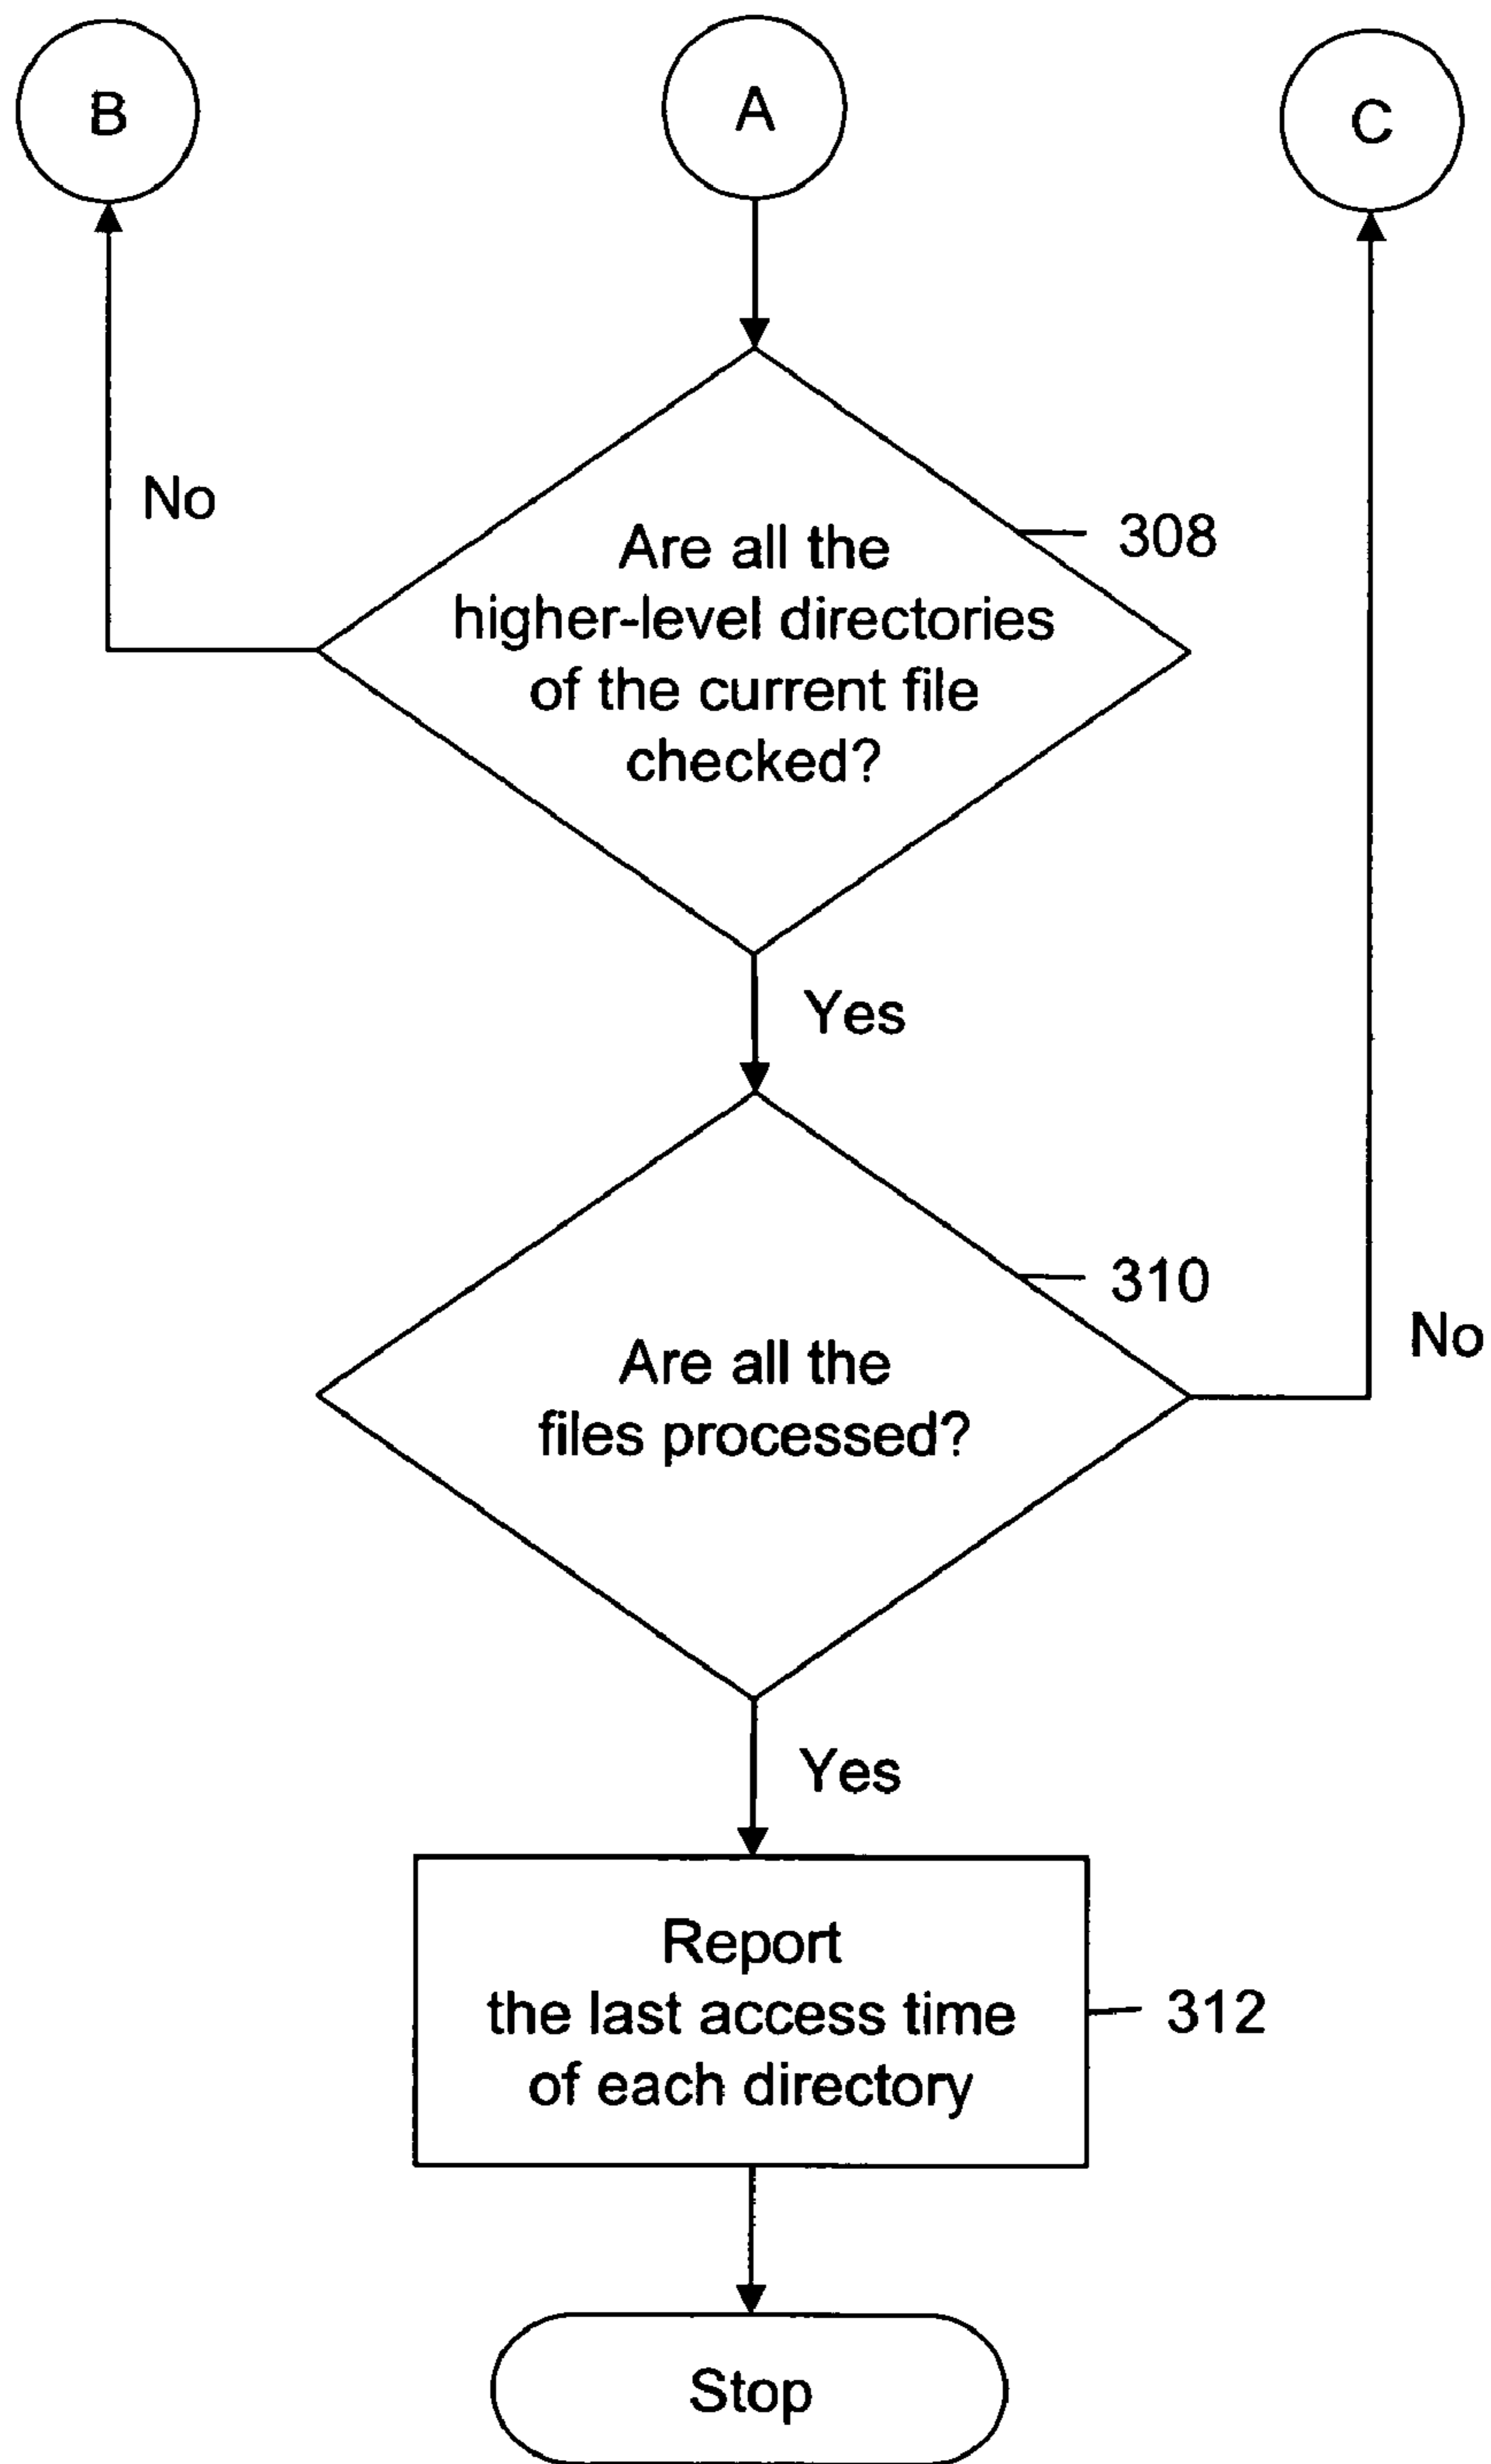 B
A
C
No
Are all the
higher-level directories
of the current file
checked?
308
Yes
310
Are all the
files processed?
No
Yes
Report
the last access time
of each directory
312
Stop